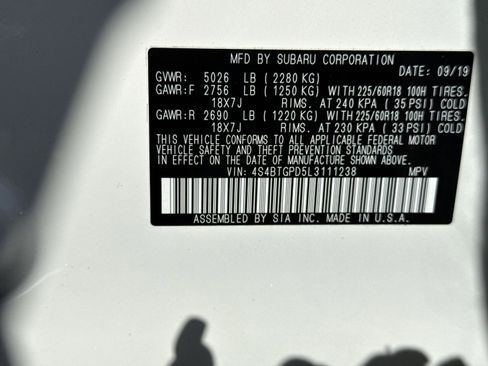 MFD BY SUBARU CORPORATION
DATE: 09/19
GVWR: 5026 LB ( 2280 KG)
GAWR:F 2756 LB ( 1250 KG) WITH 225/60R18 100H TIRES.
18X7J RIMS. AT 240 KPA ( 35 PSI) COLD
GAWR:R 2690 LB ( 1220 KG) WITH 225/60R18 100H TIRES.
18X7J RIMS. AT 230 KPA ( 33 PSI) COLD
THIS VEHICLE CONFORMS TO ALL APPLICABLE FEDERAL MOTOR
VEHICLE SAFETY AND THEFT PREVENTION STANDARDS
IN EFFECT ON THE DATE OF MANUFACTURE SHOWN ABOVE.
VIN: 4S4BTGPD5L3111238 MPV
ASSEMBLED BY SIA INC. MADE IN U.S.A.